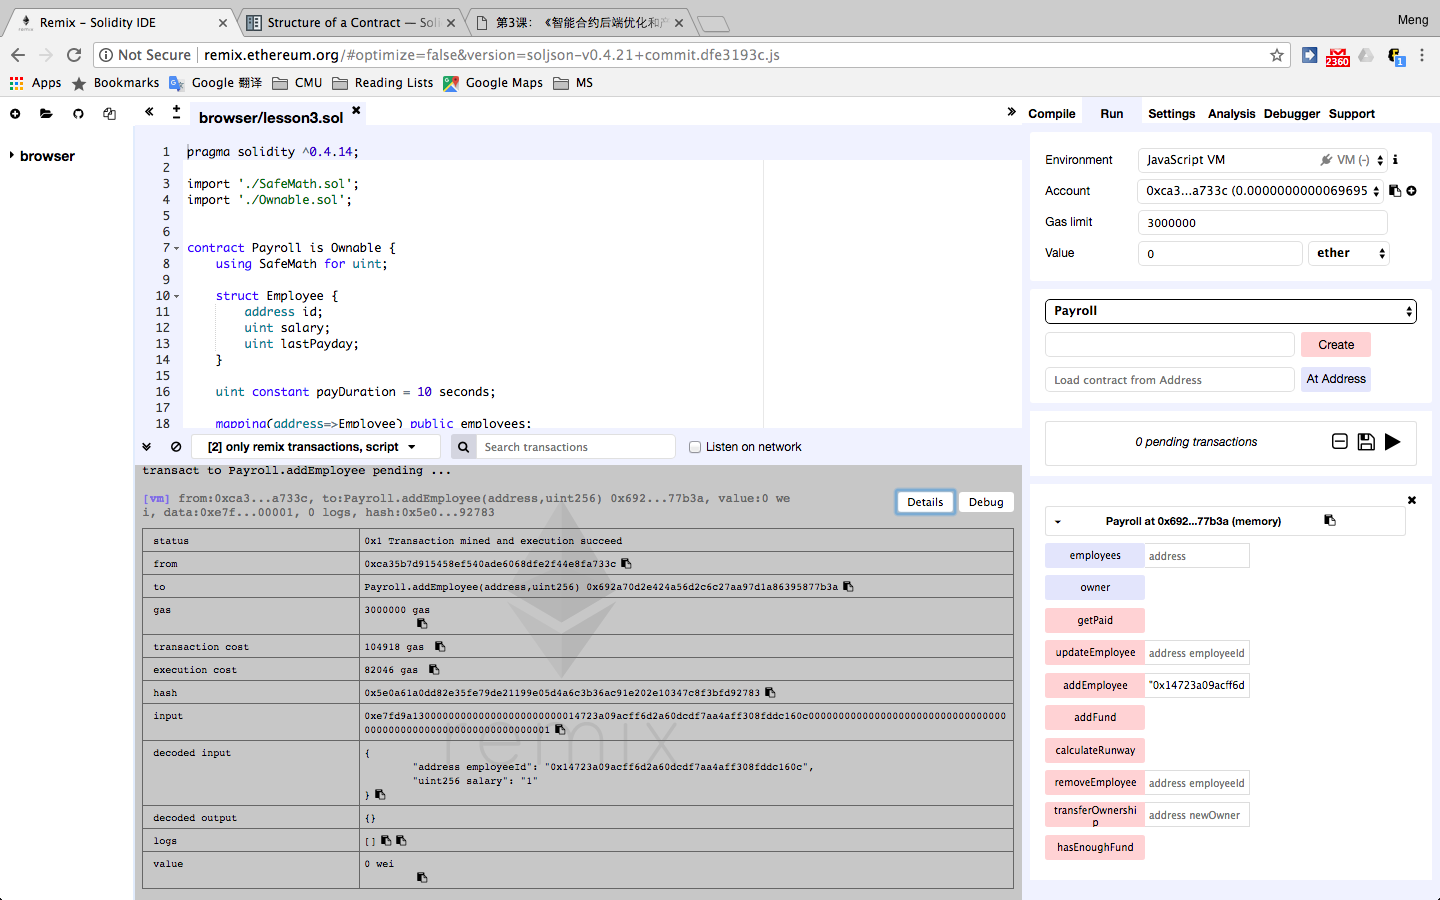 Remix - Solidity IDE
Structure of a Contract — Soli
第3课：《智能合约后端优化和产
Meng
Not Secure
remix.ethereum.org/#optimize=false&version=soljson-v0.4.21+commit.dfe3193c.js
2360
1
Apps
Bookmarks
Google 翻译
CMU
Reading Lists
Google Maps
MS
browser
browser/lesson3.sol
1 pragma solidity ^0.4.14;
2
3 import './SafeMath.sol';
4 import './Ownable.sol';
5
6
7 contract Payroll is Ownable {
8 using SafeMath for uint;
9
10 struct Employee {
11 address id;
12 uint salary;
13 uint lastPayday;
14 }
15
16 uint constant payDuration = 10 seconds;
17
18 mapping(address=>Employee) public employees;
[2] only remix transactions, script
Search transactions
Listen on network
transact to Payroll.addEmployee pending ...
[vm] from:0xca3...a733c, to:Payroll.addEmployee(address,uint256) 0x692...77b3a, value:0 we
i, data:0xe7f...00001, 0 logs, hash:0x5e0...92783
Details
Debug
status 0x1 Transaction mined and execution succeed
from 0xca35b7d915458ef540ade6068dfe2f44e8fa733c
to Payroll.addEmployee(address,uint256) 0x692a70d2e424a56d2c6c27aa97d1a86395877b3a
gas 3000000 gas
transaction cost 104918 gas
execution cost 82046 gas
hash 0x5e0a61a0dd82e35fe79de21199e05d4a6c3b36ac91e202e10347c8f3bfd92783
input
decoded input {
"address employeeId": "0x14723a09acff6d2a60dcdf7aa4aff308fddc160c",
"uint256 salary": "1"
}
decoded output {}
logs []
value 0 wei
remix
Compile
Run
Settings
Analysis
Debugger
Support
Environment
JavaScript VM
VM (-)
Account
0xca3...a733c (0.0000000000069695
Gas limit
3000000
Value
0
ether
Payroll
Create
Load contract from Address
At Address
0 pending transactions
Payroll at 0x692...77b3a (memory)
employees
address
owner
getPaid
updateEmployee
address employeeId
addEmployee
"0x14723a09acff6d
addFund
calculateRunway
removeEmployee
address employeeId
transferOwnershi
p
address newOwner
hasEnoughFund